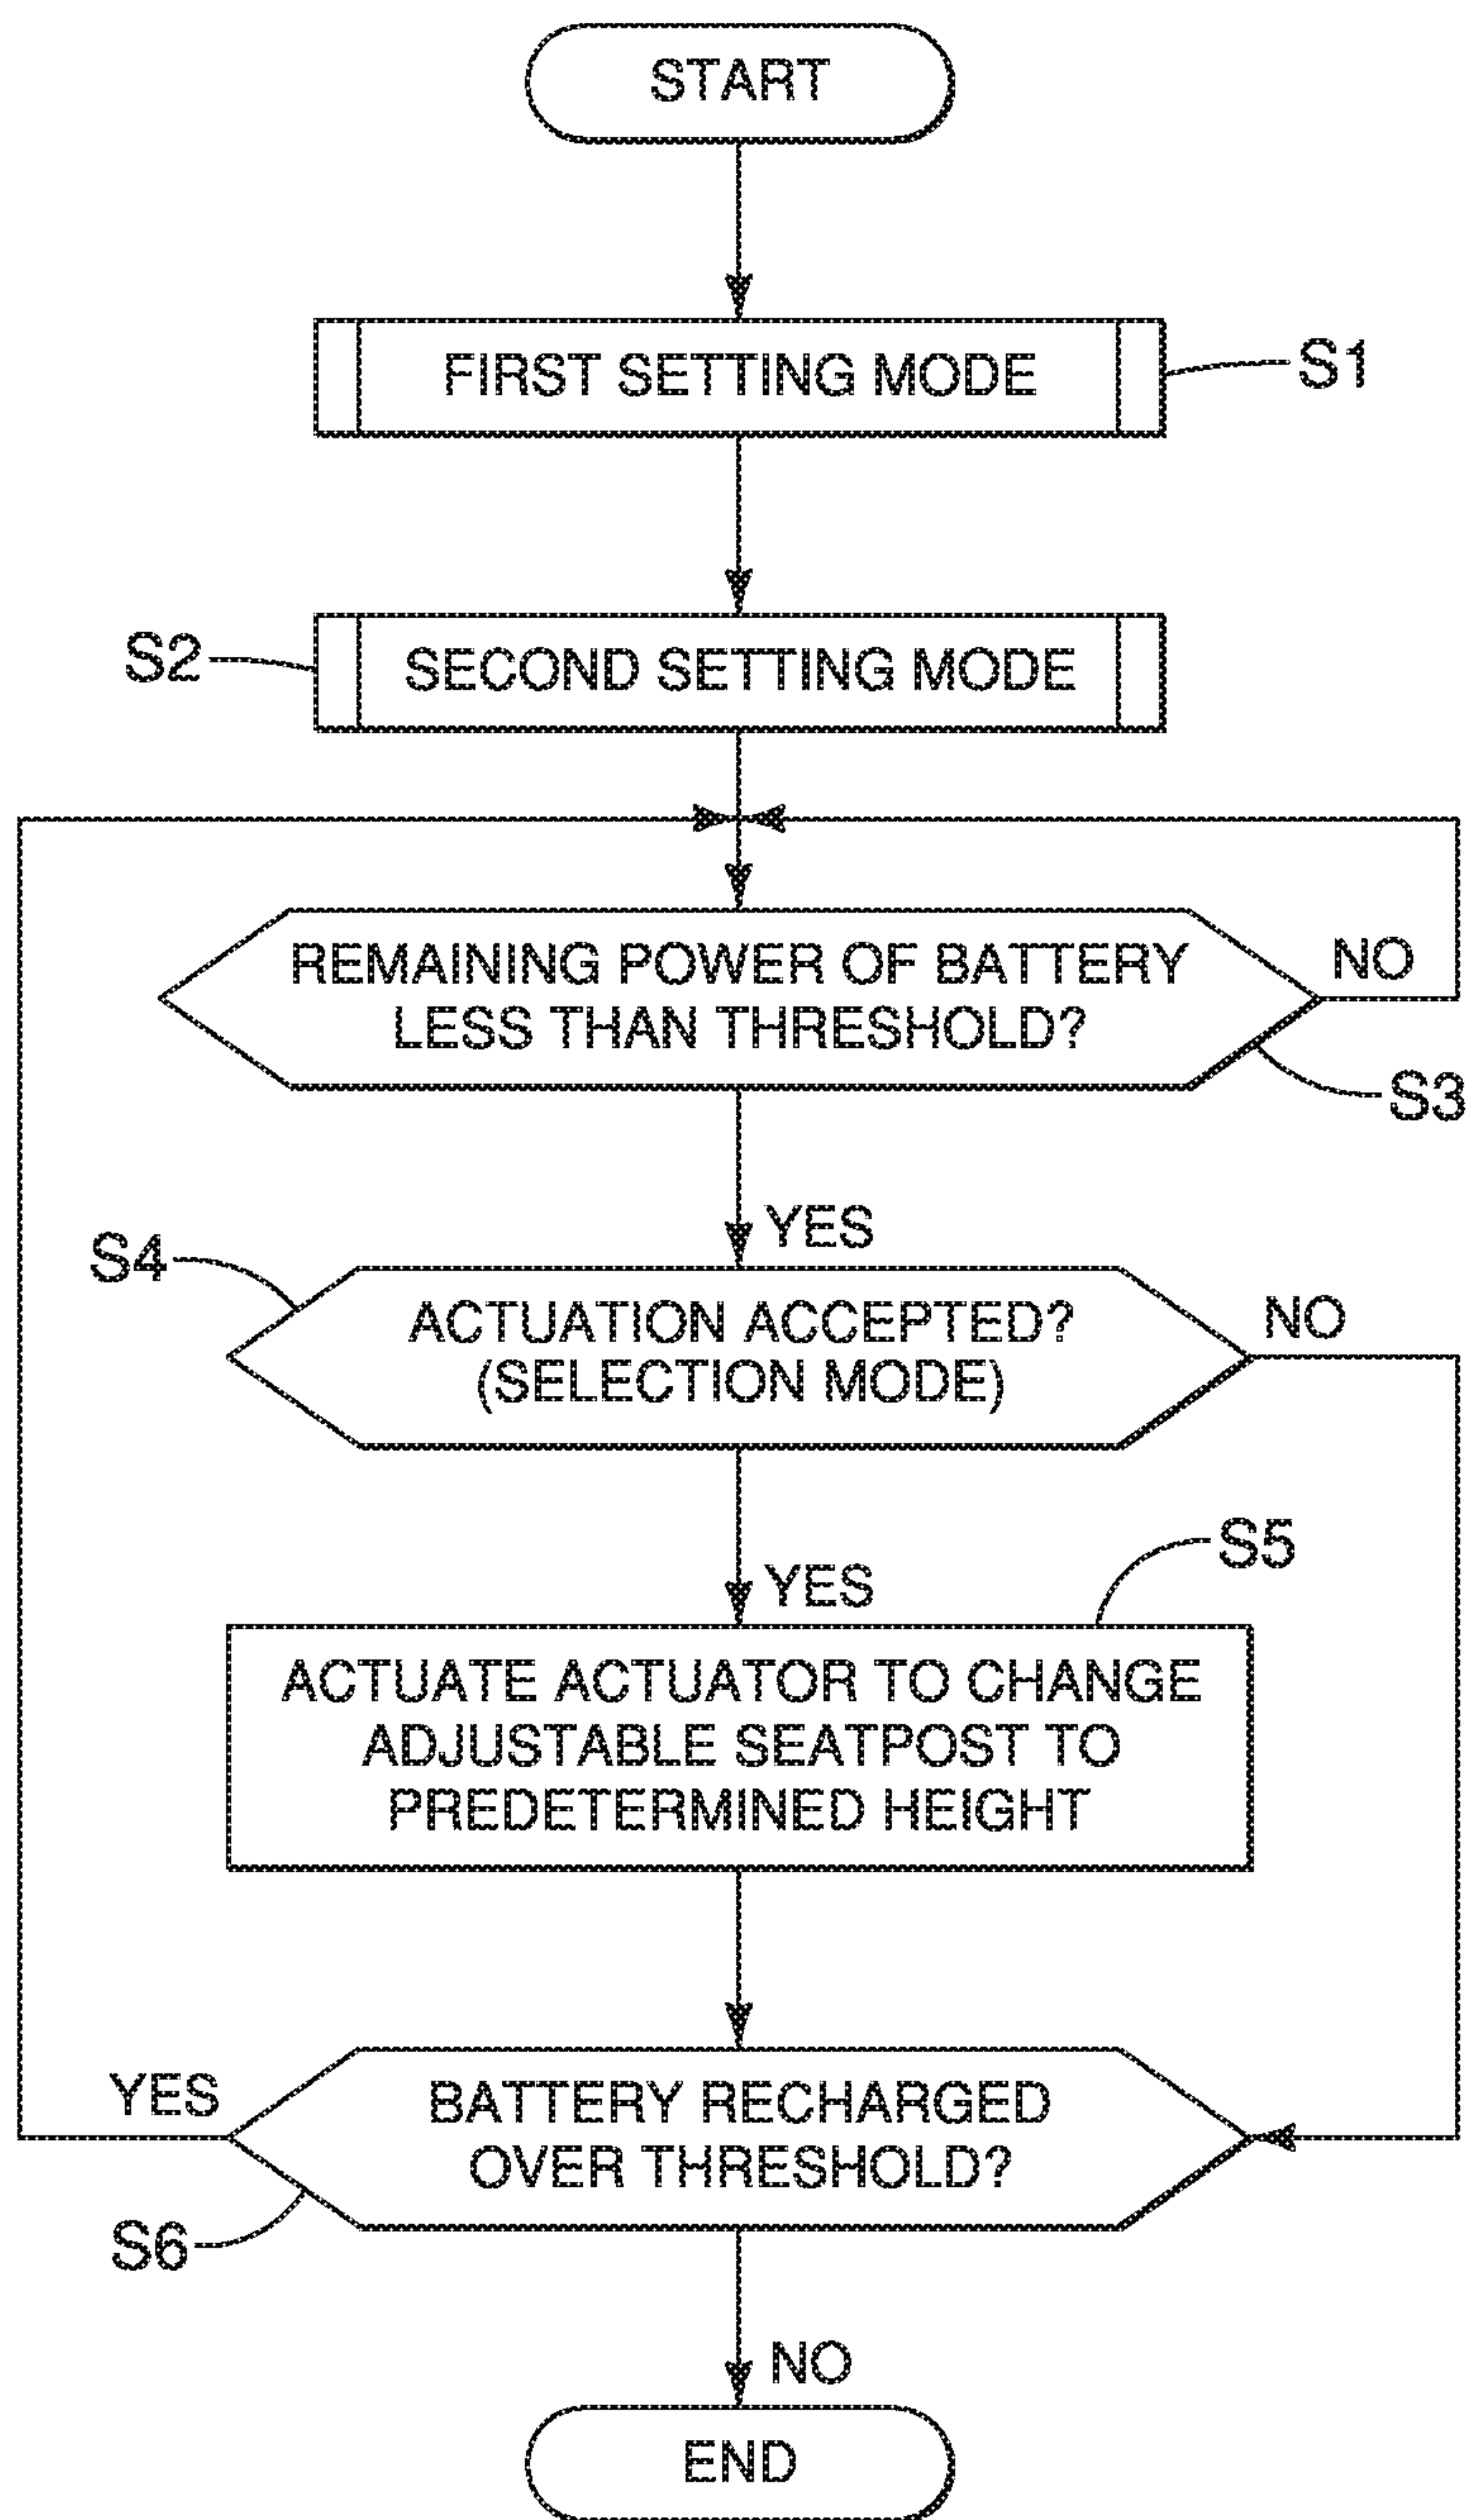 START
FIRST SETTING MODE
S1
S2
SECOND SETTING MODE
REMAINING POWER OF BATTERY
LESS THAN THRESHOLD?
NO
S3
YES
S4
ACTUATION ACCEPTED?
(SELECTION MODE)
NO
YES
S5
ACTUATE ACTUATOR TO CHANGE
ADJUSTABLE SEATPOST TO
PREDETERMINED HEIGHT
YES
BATTERY RECHARGED
OVER THRESHOLD?
S6
NO
END